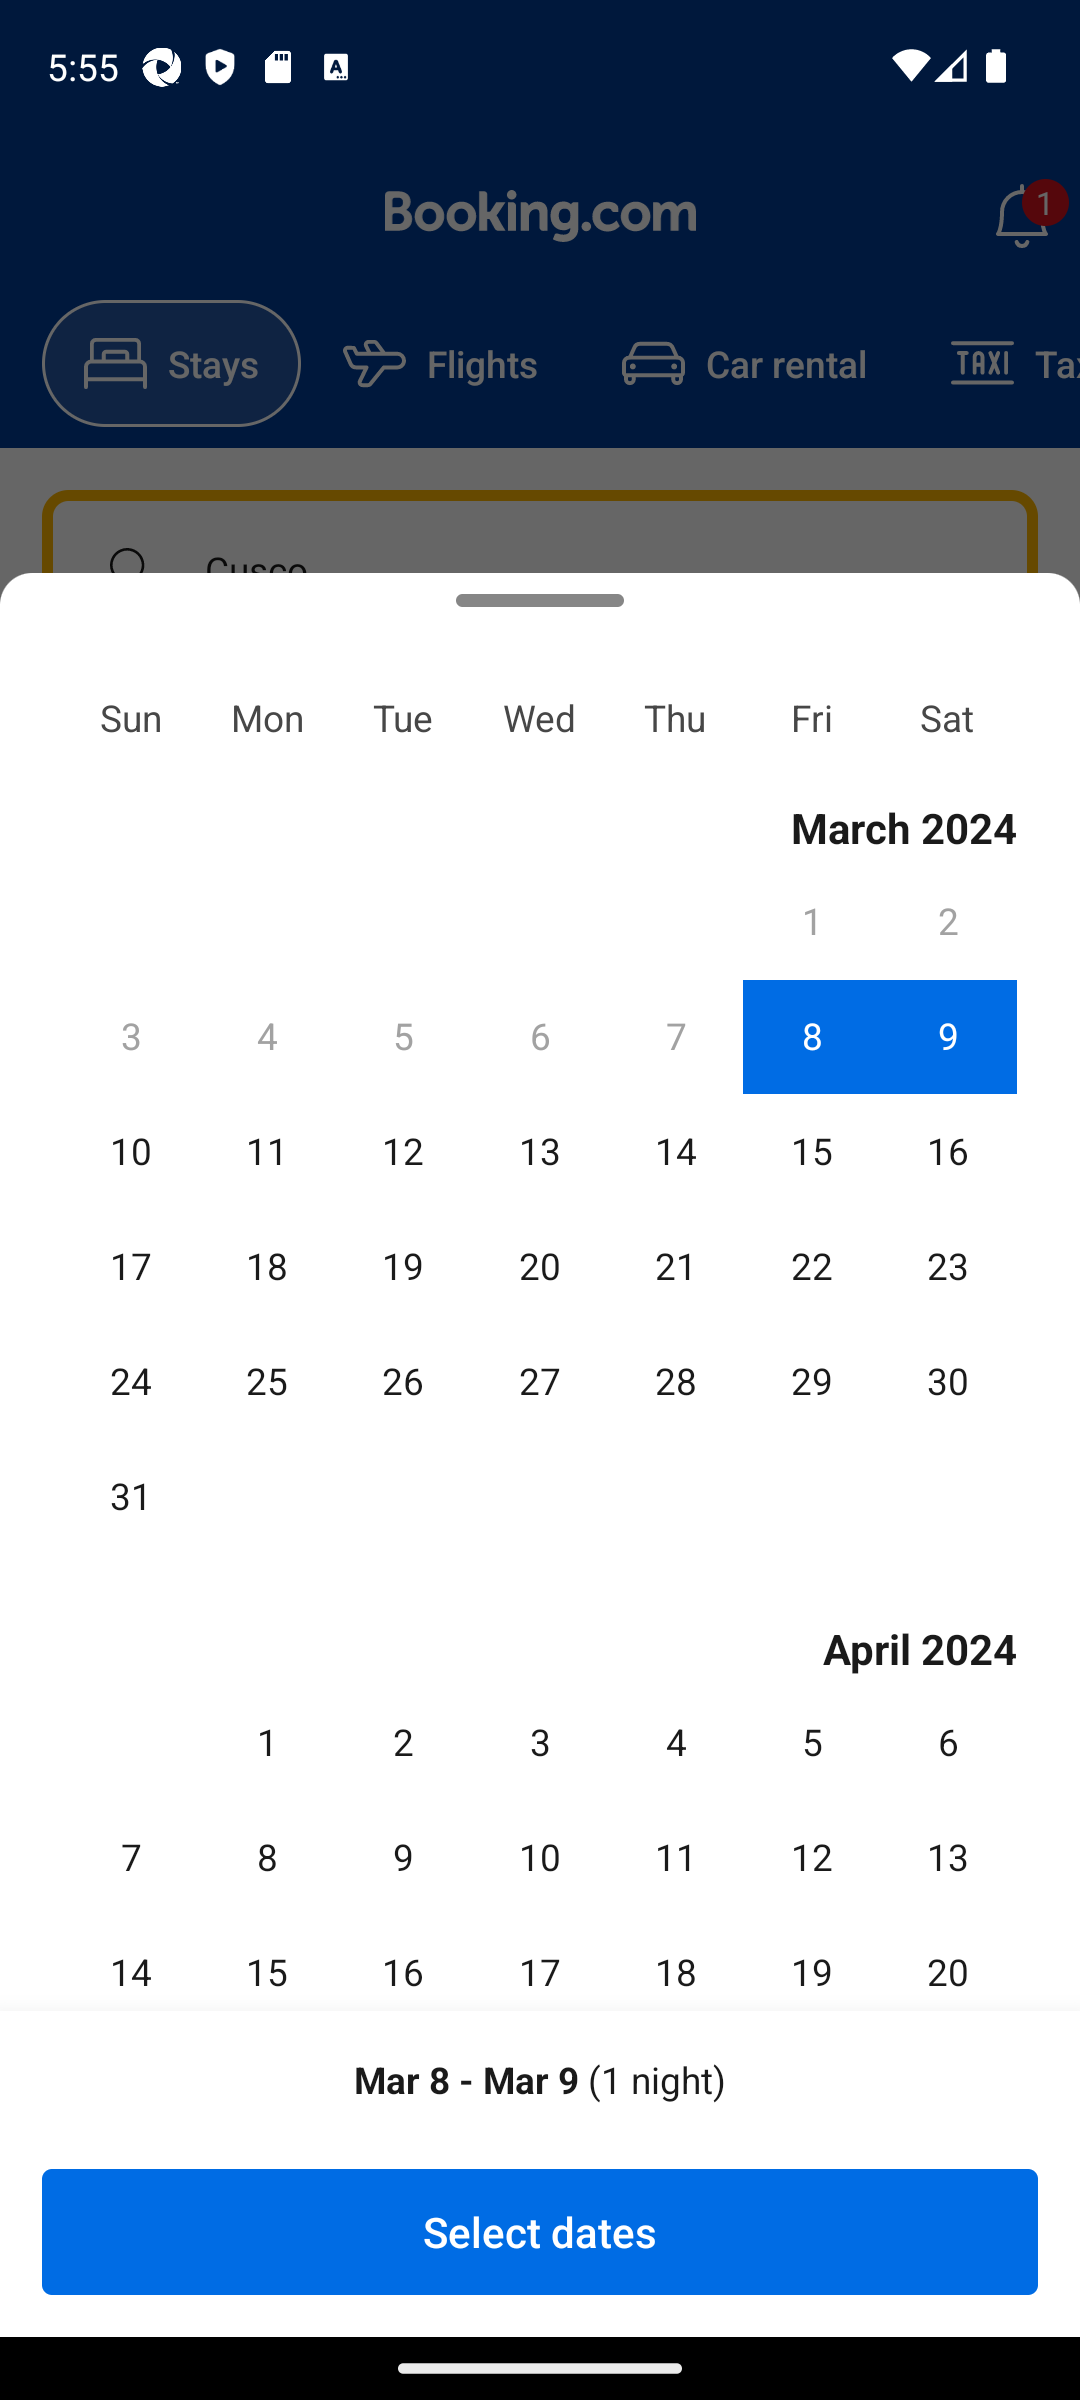 5:55
Booking.com
1
Stays Flights Car rental TAXI Tax
Cusco
Sun Mon Tue Wed Thu Fri Sat
March 2024
1 2
3 4 5 6 7 8 9
10 11 12 13 14 15 16
17 18 19 20 21 22 23
24 25 26 27 28 29 30
31
April 2024
1 2 3 4 5 6
7 8 9 10 11 12 13
14 15 16 17 18 19 20
Mar 8 - Mar 9 (1 night)
Select dates